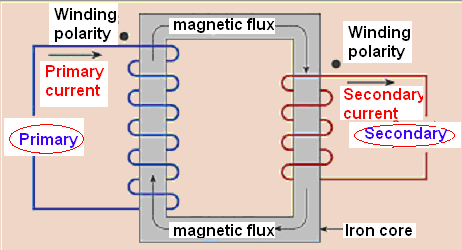 Winding
polarity
magnetic flux
Winding
polarity
Primary
current
Secondary
current
Primary
Secondary
magnetic flux
Iron core